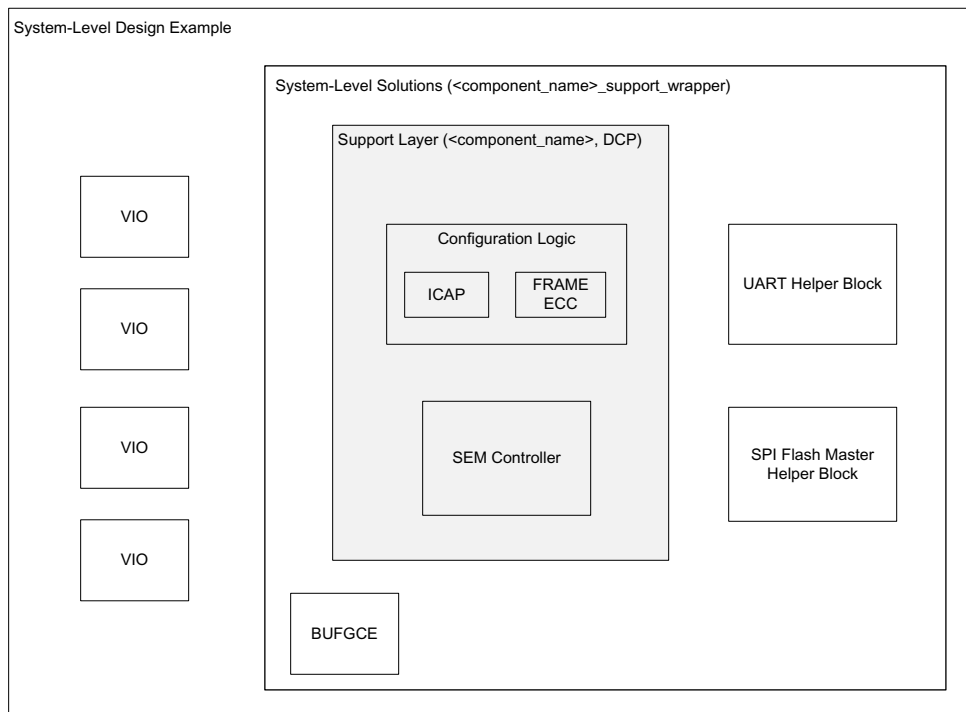 System-Level Design Example
System-Level Solutions (<component_name>_support_wrapper)
Support Layer (<component_name>, DCP)
VIO
VIO
VIO
VIO
Configuration Logic
ICAP
FRAME
ECC
SEM Controller
UART Helper Block
SPI Flash Master
Helper Block
BUFGCE